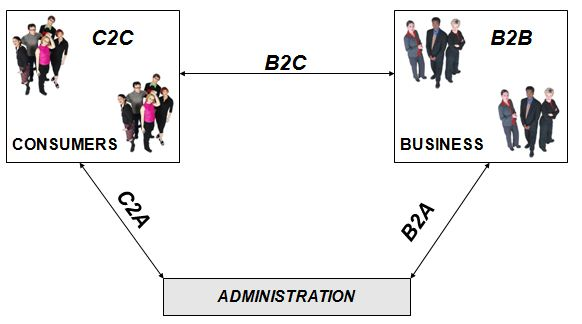 C2C
B2C
B2B
CONSUMERS
BUSINESS
C2A
B2A
ADMINISTRATION